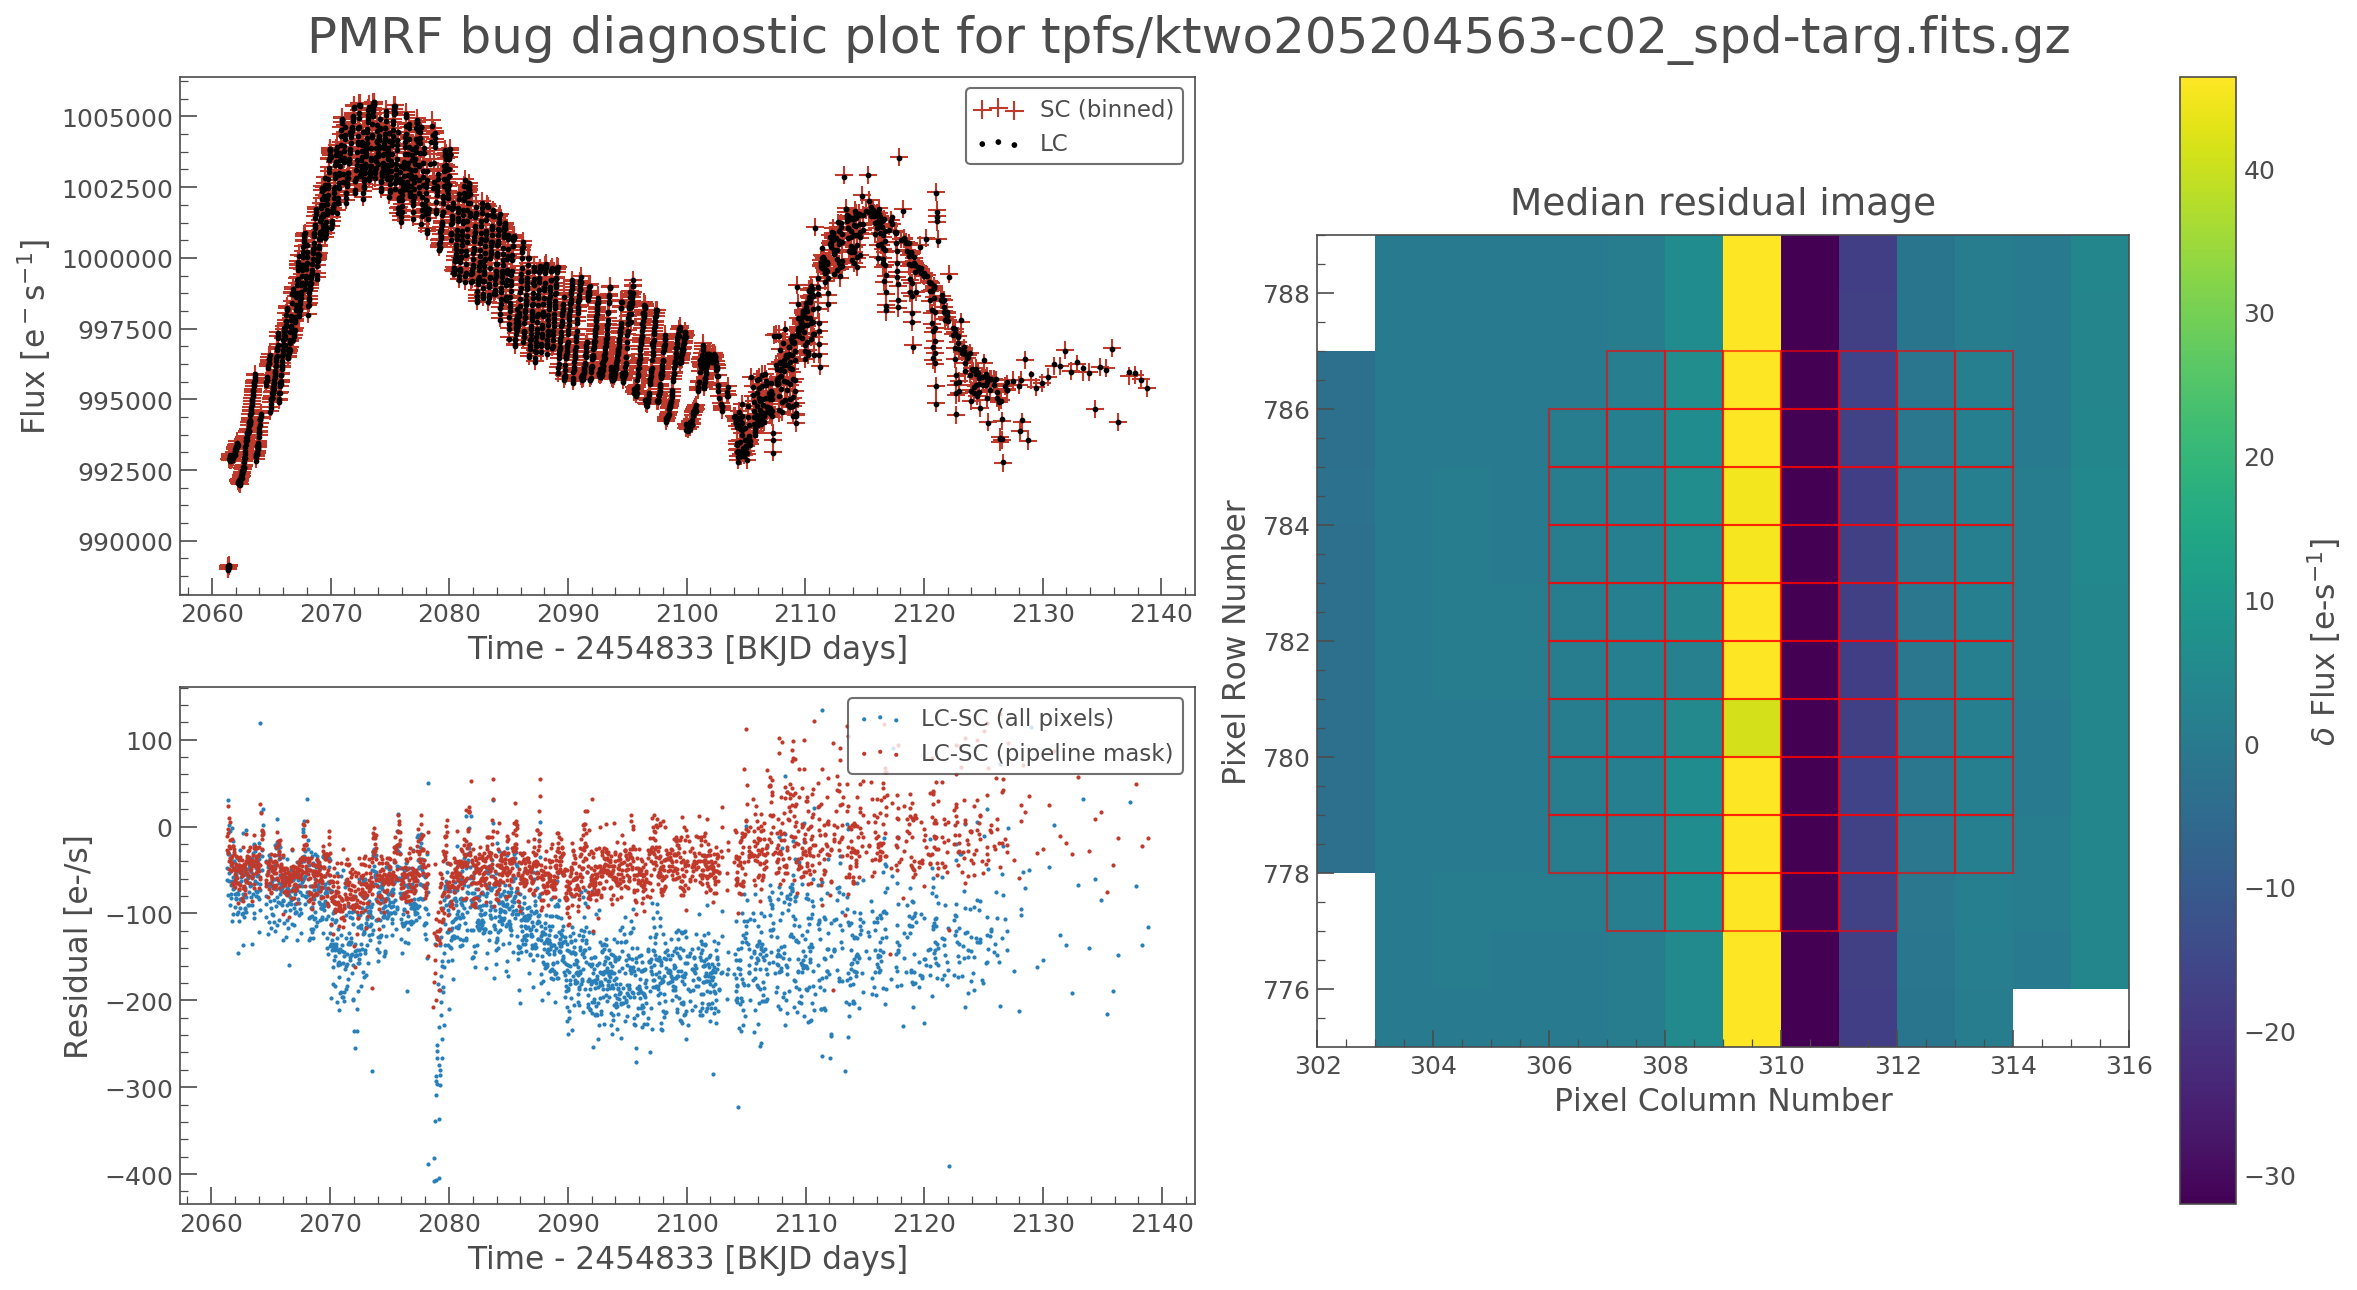 PMRF bug diagnostic plot for tpfs/ktwo205204563-c02_spd-targ.fits.gz
Flux [e⁻s⁻¹]
1005000
1002500
1000000
997500
995000
992500
990000
SC (binned)
LC
2060 2070 2080 2090 2100 2110 2120 2130 2140
Time - 2454833 [BKJD days]
Residual [e-/s]
100
0
−100
−200
−300
−400
LC-SC (all pixels)
LC-SC (pipeline mask)
2060 2070 2080 2090 2100 2110 2120 2130 2140
Time - 2454833 [BKJD days]
Median residual image
Pixel Row Number
788
786
784
782
780
778
776
302 304 306 308 310 312 314 316
Pixel Column Number
40
30
20
10
0
−10
−20
−30
δ Flux [e-s⁻¹]